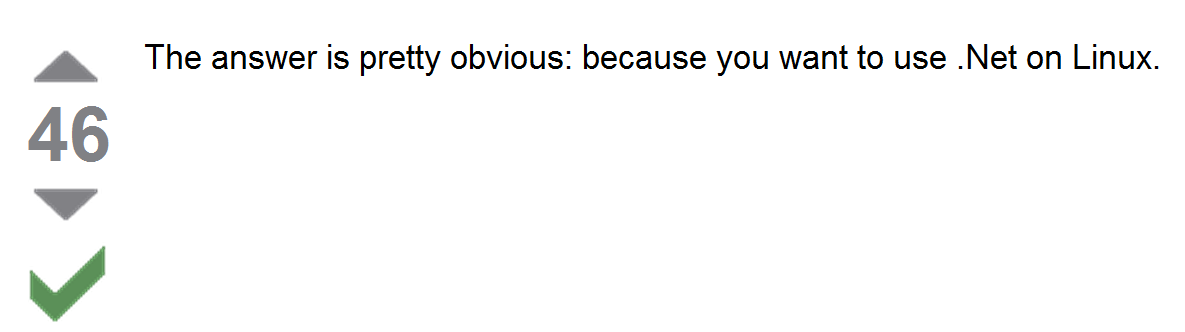 The answer is pretty obvious: because you want to use .Net on Linux.
46